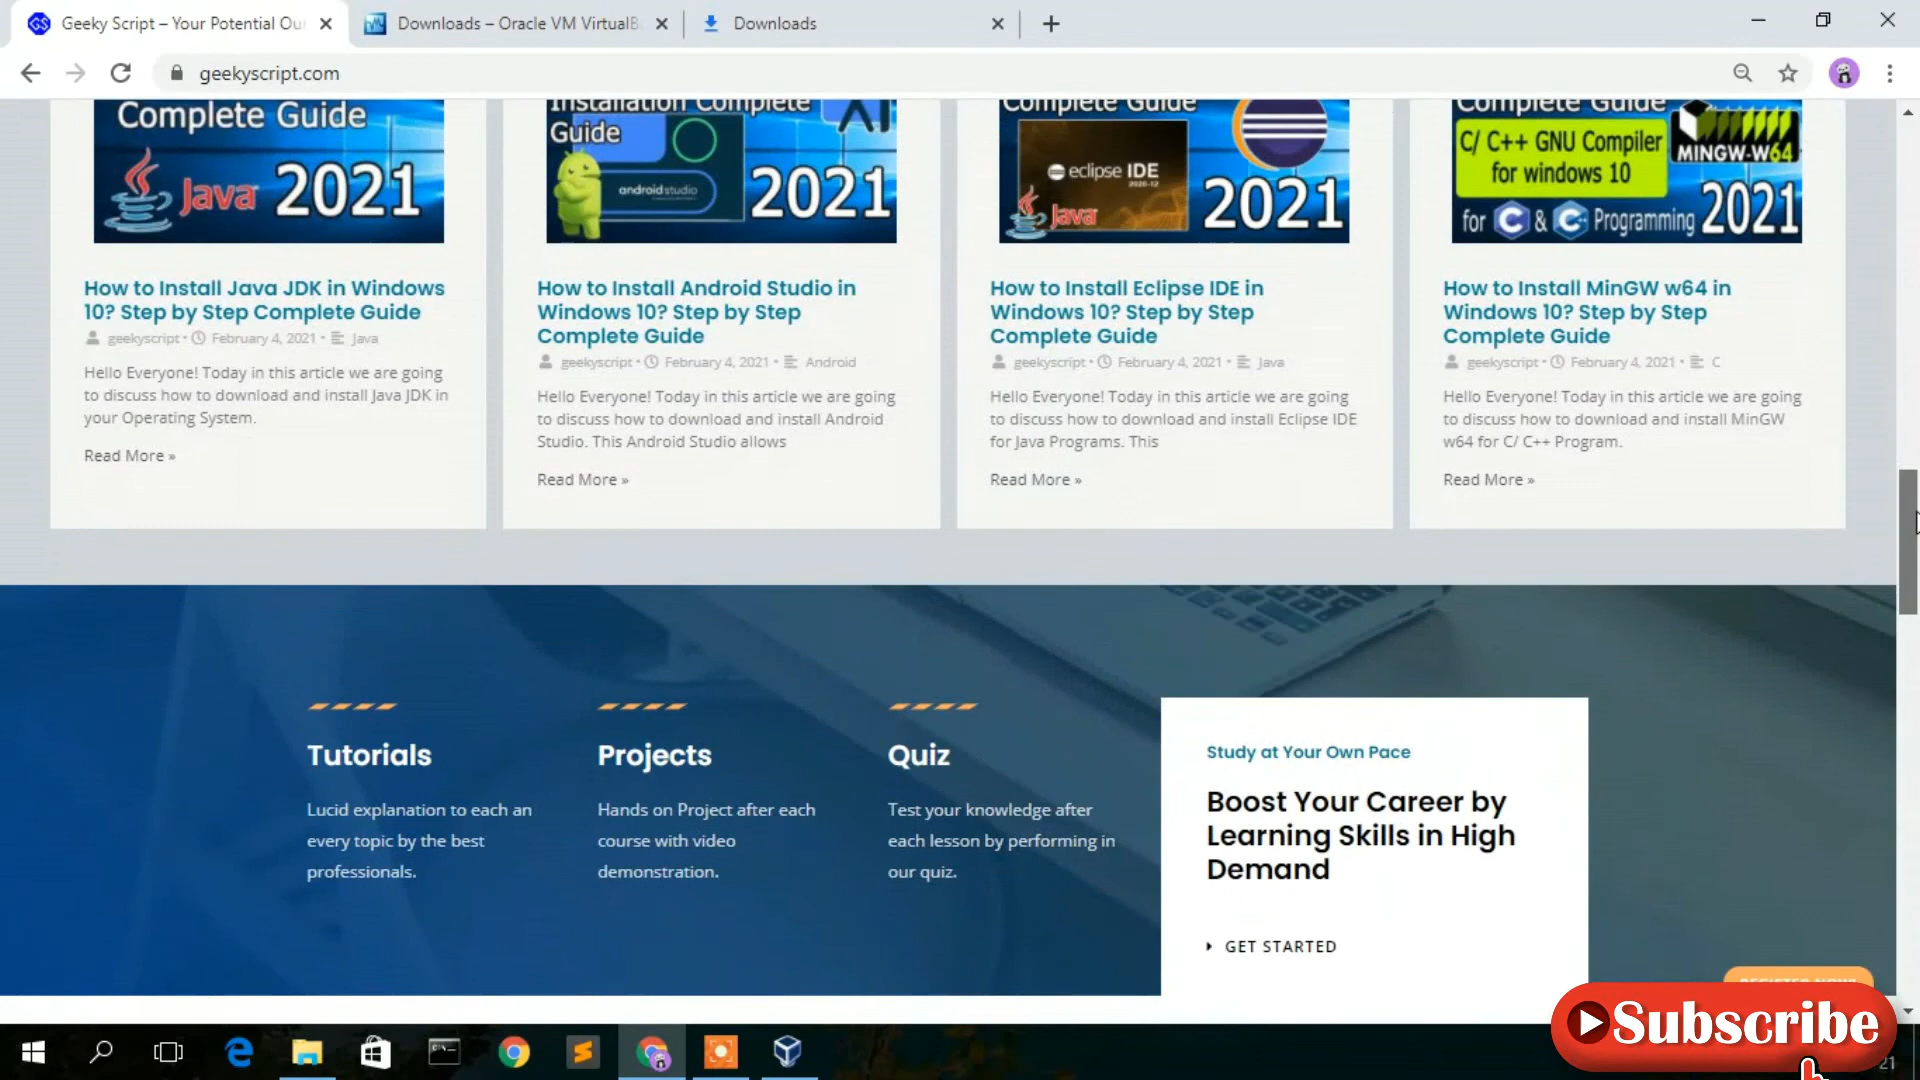 Geeky Script – Your Potential Our
Downloads – Oracle VM VirtualB
Downloads
geekyscript.com
Complete Guide
Java 2021
Installation Complete
Guide
androidstudio
2021
Complete Guide
eclipse IDE
2020-12
Java
2021
Complete Guide
C/ C++ GNU Compiler
for windows 10
MINGW-W64
for C & C++ Programming 2021
How to Install Java JDK in Windows
10? Step by Step Complete Guide
geekyscript • February 4, 2021 • Java
Hello Everyone! Today in this article we are going
to discuss how to download and install Java JDK in
your Operating System.
Read More »
How to Install Android Studio in
Windows 10? Step by Step
Complete Guide
geekyscript • February 4, 2021 • Android
Hello Everyone! Today in this article we are going
to discuss how to download and install Android
Studio. This Android Studio allows
Read More »
How to Install Eclipse IDE in
Windows 10? Step by Step
Complete Guide
geekyscript • February 4, 2021 • Java
Hello Everyone! Today in this article we are going
to discuss how to download and install Eclipse IDE
for Java Programs. This
Read More »
How to Install MinGW w64 in
Windows 10? Step by Step
Complete Guide
geekyscript • February 4, 2021 • C
Hello Everyone! Today in this article we are going
to discuss how to download and install MinGW
w64 for C/ C++ Program.
Read More »
Tutorials
Lucid explanation to each an
every topic by the best
professionals.
Projects
Hands on Project after each
course with video
demonstration.
Quiz
Test your knowledge after
each lesson by performing in
our quiz.
Study at Your Own Pace
Boost Your Career by
Learning Skills in High
Demand
GET STARTED
Subscribe
21